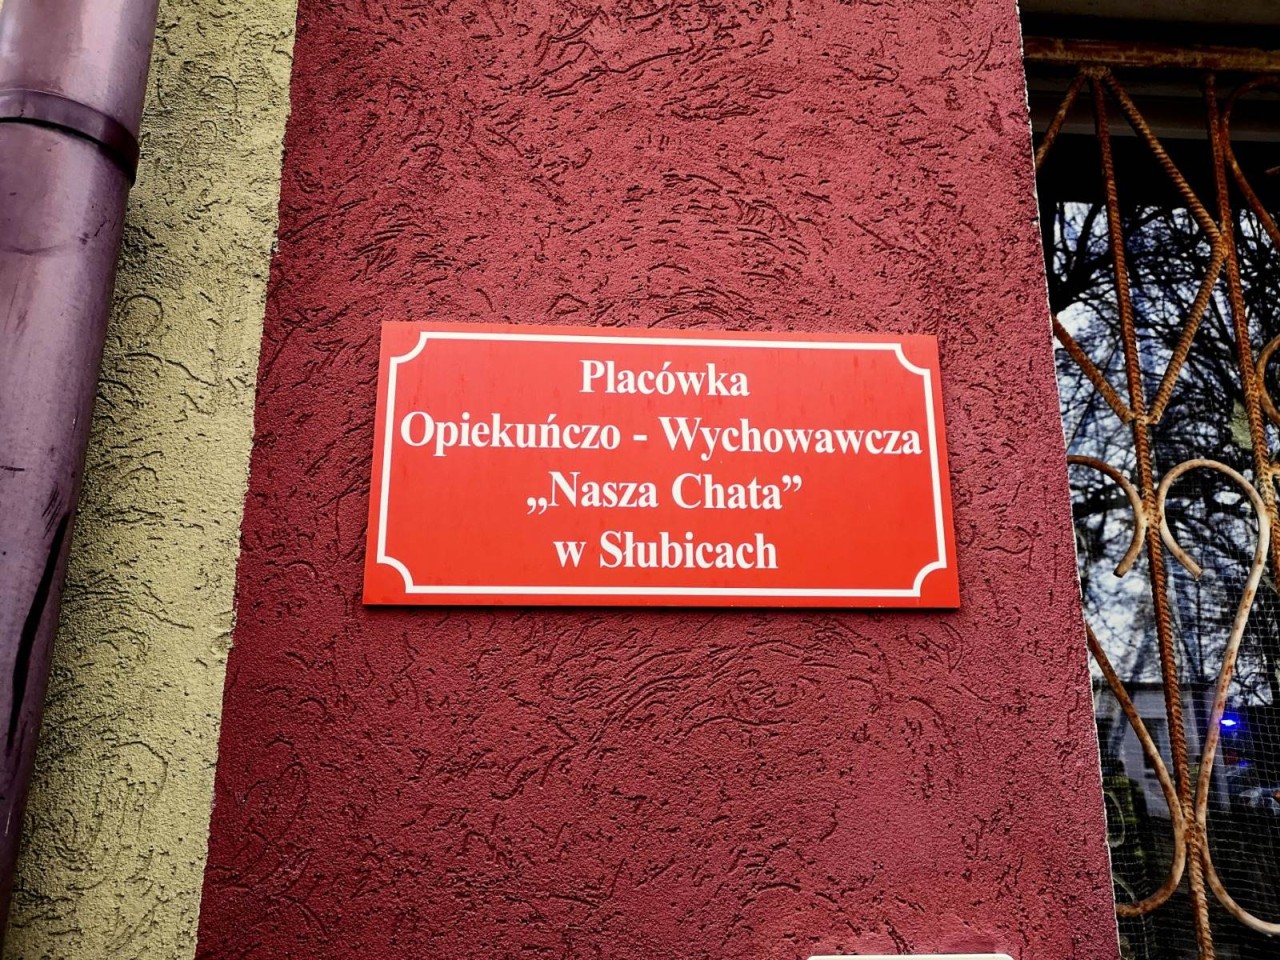 Placówka
Opiekuńczo - Wychowawcza
„Nasza Chata”
w Słubicach